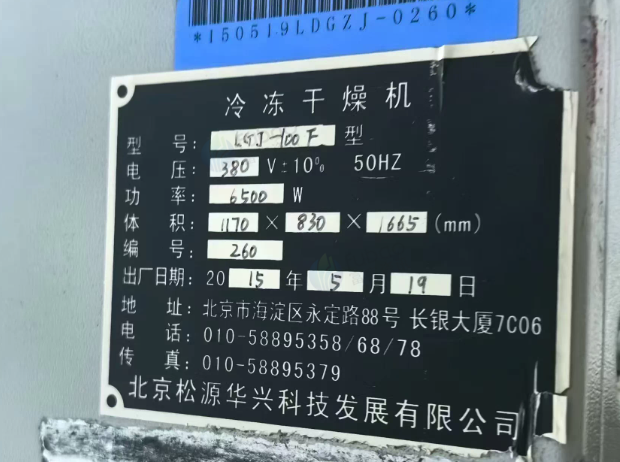 *150519LDGZJ-0260*
冷冻干燥机
型 号: LGJ-100F 型
电 压: 380 V±10% 50HZ
功 率: 6500 W
体 积: 1170 × 830 × 1665 (mm)
编 号: 260
出厂日期: 20 15 年 5 月 19 日
地 址: 北京市海淀区永定路88号 长银大厦7C06
电 话: 010-58895358/68/78
传 真: 010-58895379
北京松源华兴科技发展有限公司